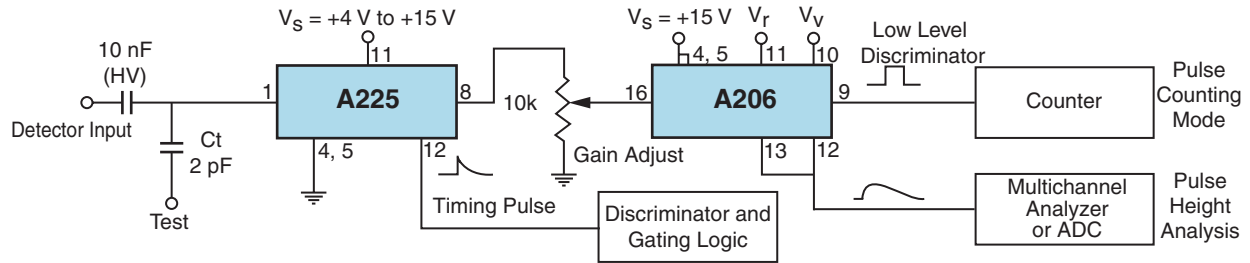 V_S = +4 V to +15 V
10 nF
(HV)
11
1
A225
8
Detector Input
Ct
2 pF
Test
4, 5
12
10k
Gain Adjust
Timing Pulse
Discriminator and
Gating Logic
V_S = +15 V
V_r
V_v
4, 5
11
10
16
A206
9
13
12
Low Level
Discriminator
Counter
Pulse
Counting
Mode
Multichannel
Analyzer
or ADC
Pulse
Height
Analysis